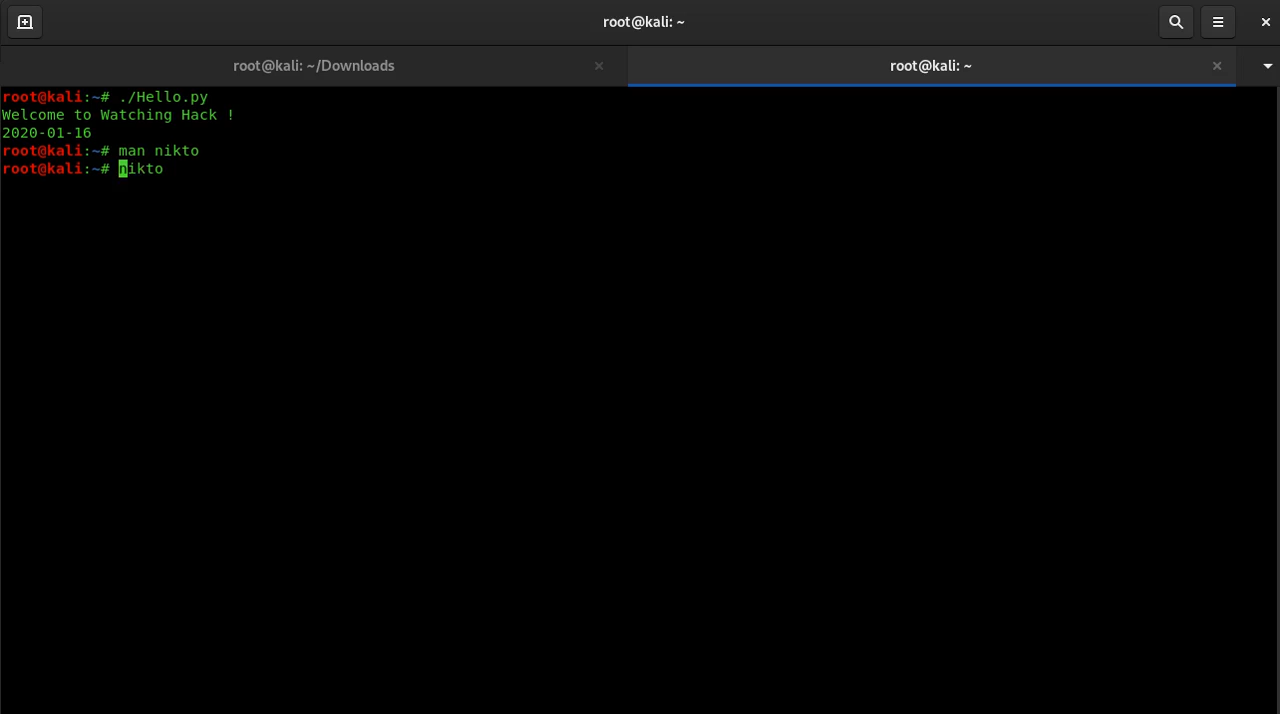 root@kali: ~
root@kali: ~/Downloads
root@kali: ~
root@kali:~# ./Hello.py
Welcome to Watching Hack !
2020-01-16
root@kali:~# man nikto
root@kali:~# nikto